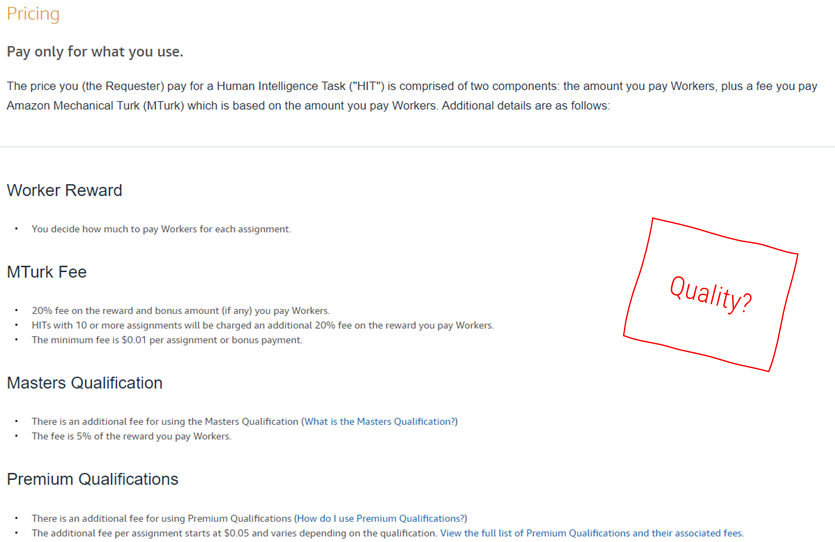 Pricing
Pay only for what you use.
The price you (the Requester) pay for a Human Intelligence Task ("HIT") is comprised of two components: the amount you pay Workers, plus a fee you pay
Amazon Mechanical Turk (MTurk) which is based on the amount you pay Workers. Additional details are as follows:
Worker Reward
• You decide how much to pay Workers for each assignment.
MTurk Fee
• 20% fee on the reward and bonus amount (if any) you pay Workers.
• HITs with 10 or more assignments will be charged an additional 20% fee on the reward you pay Workers.
• The minimum fee is $0.01 per assignment or bonus payment.
Quality?
Masters Qualification
• There is an additional fee for using the Masters Qualification (What is the Masters Qualification?)
• The fee is 5% of the reward you pay Workers.
Premium Qualifications
• There is an additional fee for using Premium Qualifications (How do I use Premium Qualifications?)
• The additional fee per assignment starts at $0.05 and varies depending on the qualification. View the full list of Premium Qualifications and their associated fees.